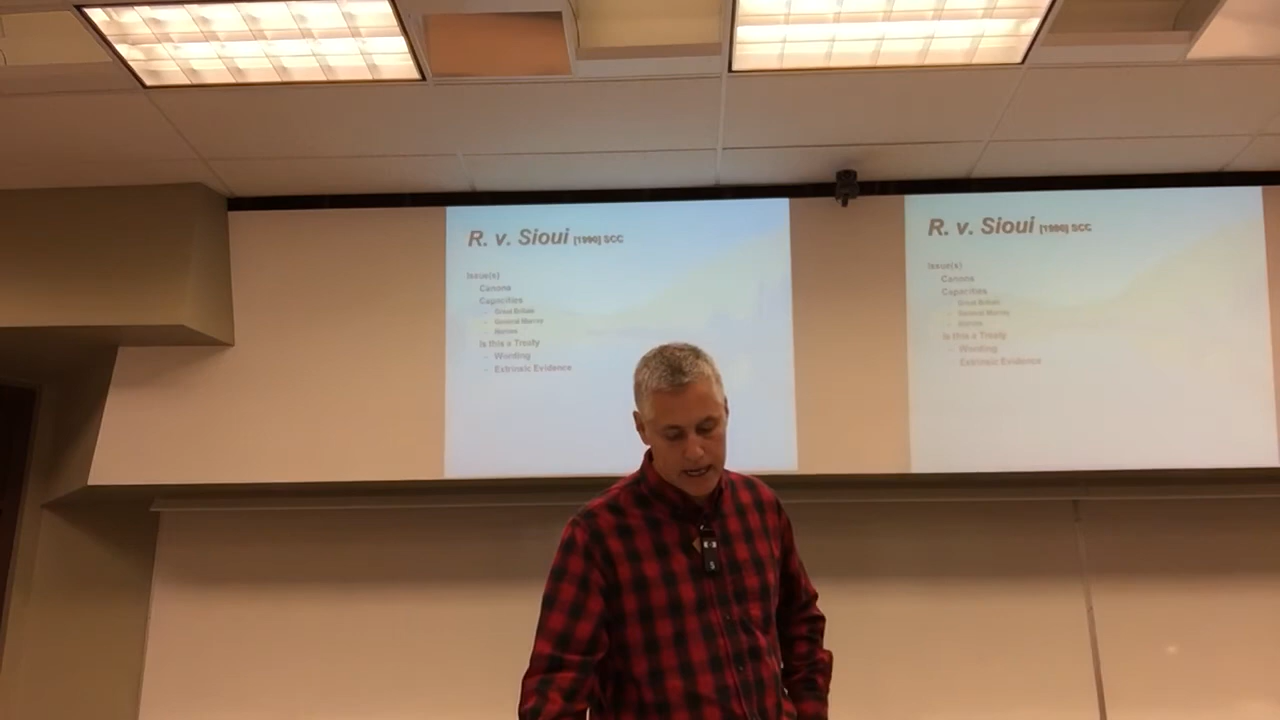 R. v. Sioui [1990] SCC
Issue(s)
Canons
Capacities
- Great Britain
- General Murray
- Hurons
Is this a Treaty
- Wording
- Extrinsic Evidence
R. v. Sioui [1990] SCC
Issue(s)
Canons
Capacities
- Great Britain
- General Murray
- Hurons
Is this a Treaty
- Wording
Extrinsic Evidence